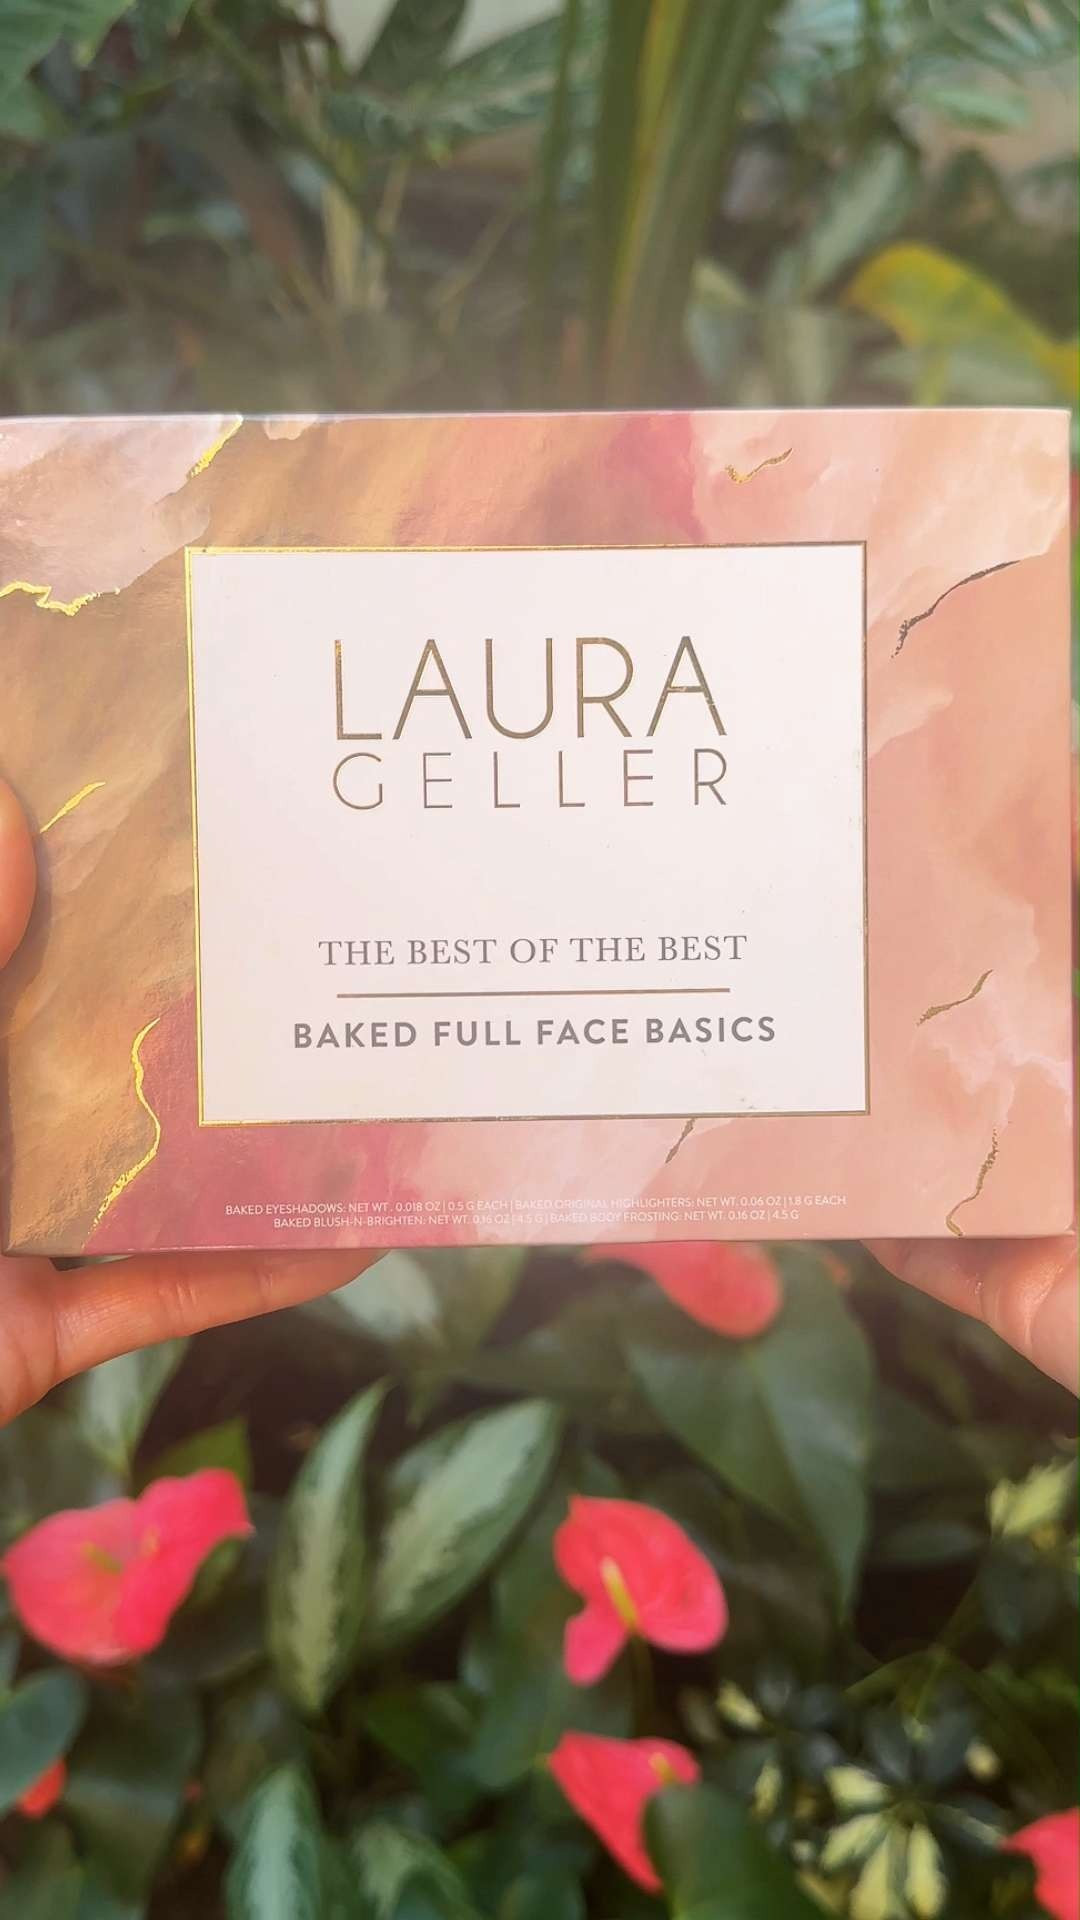 LAURA
GELLER
THE BEST OF THE BEST
BAKED FULL FACE BASICS
BAKED EYESHADOWS: NET WT. 0.018 OZ | 0.5 G EACH | BAKED ORIGINAL HIGHLIGHTERS: NET WT. 0.06 OZ | 1.8 G EACH
BAKED BLUSH-N-BRIGHTEN: NET WT. 0.16 OZ | 4.5 G | BAKED BODY FROSTING: NET WT. 0.16 OZ | 4.5 G